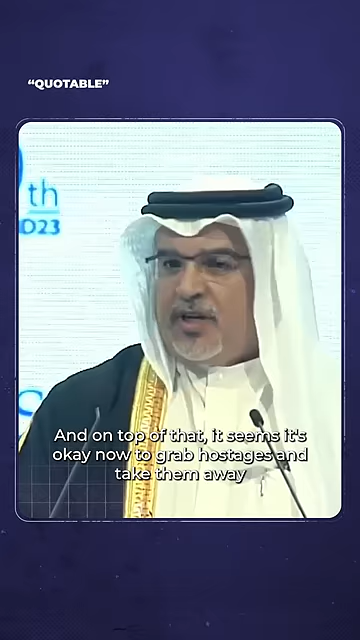 “QUOTABLE”
th
D23
And on top of that, it seems it's
okay now to grab hostages and
take them away